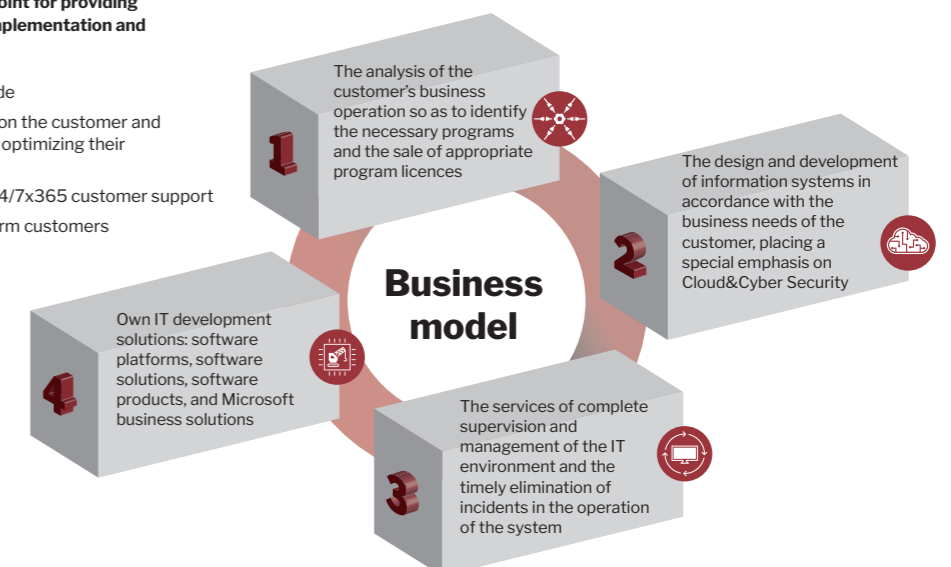 oint for providing
nplementation and
de
on the customer and
optimizing their
4/7x365 customer support
rm customers
1
The analysis of the
customer's business
operation so as to identify
the necessary programs
and the sale of appropriate
program licences
2
The design and development
of information systems in
accordance with the
business needs of the
customer, placing a
special emphasis on
Cloud&Cyber Security
Business
model
3
The services of complete
supervision and
management of the IT
environment and the
timely elimination of
incidents in the operation
of the system
4
Own IT development
solutions: software
platforms, software
solutions, software
products, and Microsoft
business solutions